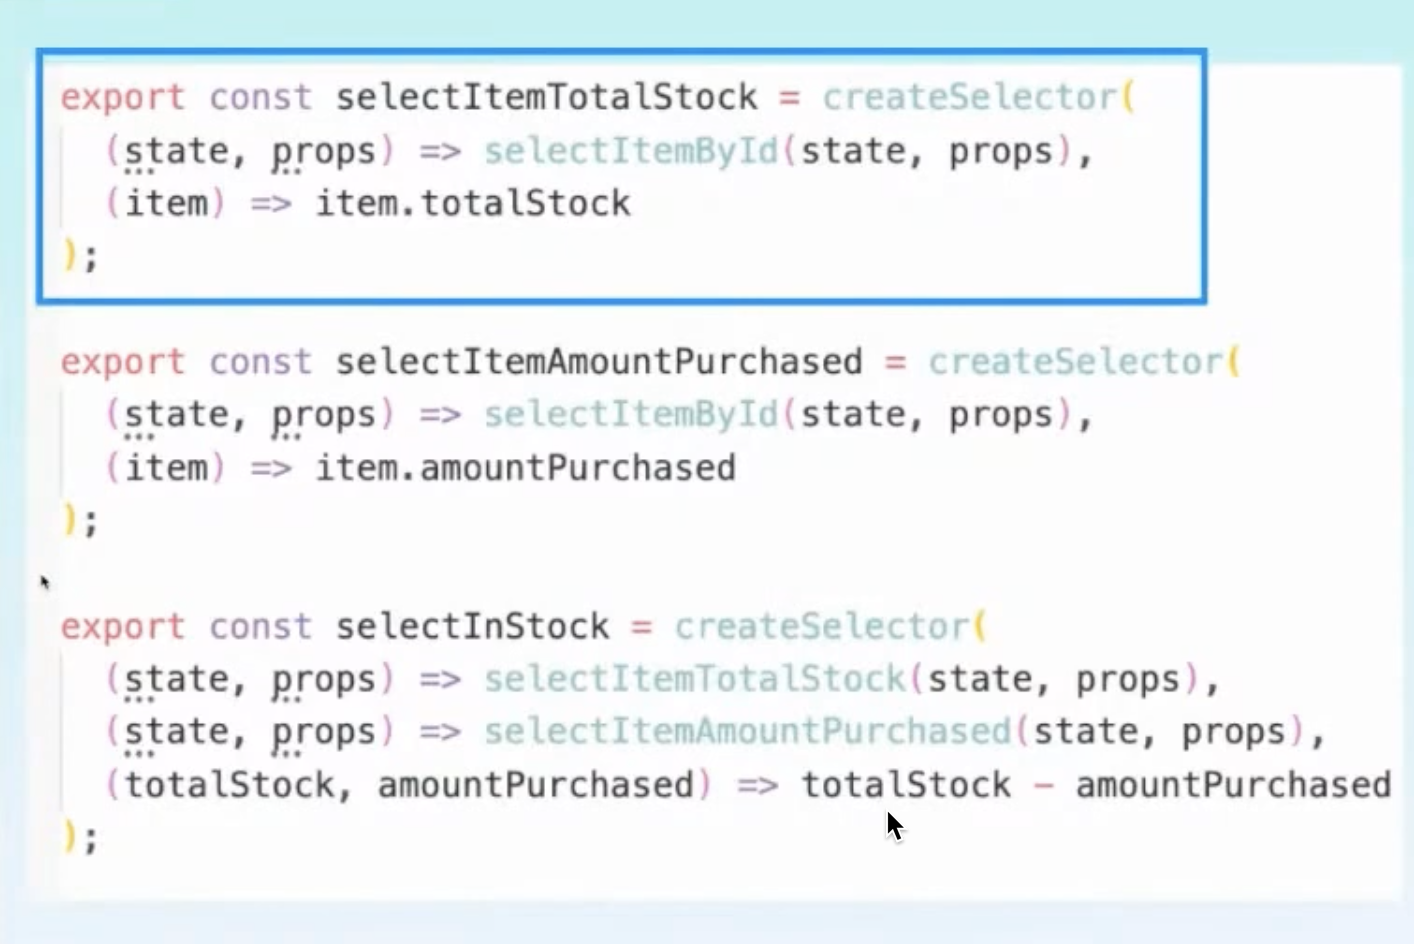 export const selectItemTotalStock = createSelector(
(state, props) => selectItemById(state, props),
(item) => item.totalStock
);
export const selectItemAmountPurchased = createSelector(
(state, props) => selectItemById(state, props),
(item) => item.amountPurchased
);
export const selectInStock = createSelector(
(state, props) => selectItemTotalStock(state, props),
(state, props) => selectItemAmountPurchased(state, props),
(totalStock, amountPurchased) => totalStock - amountPurchased
);